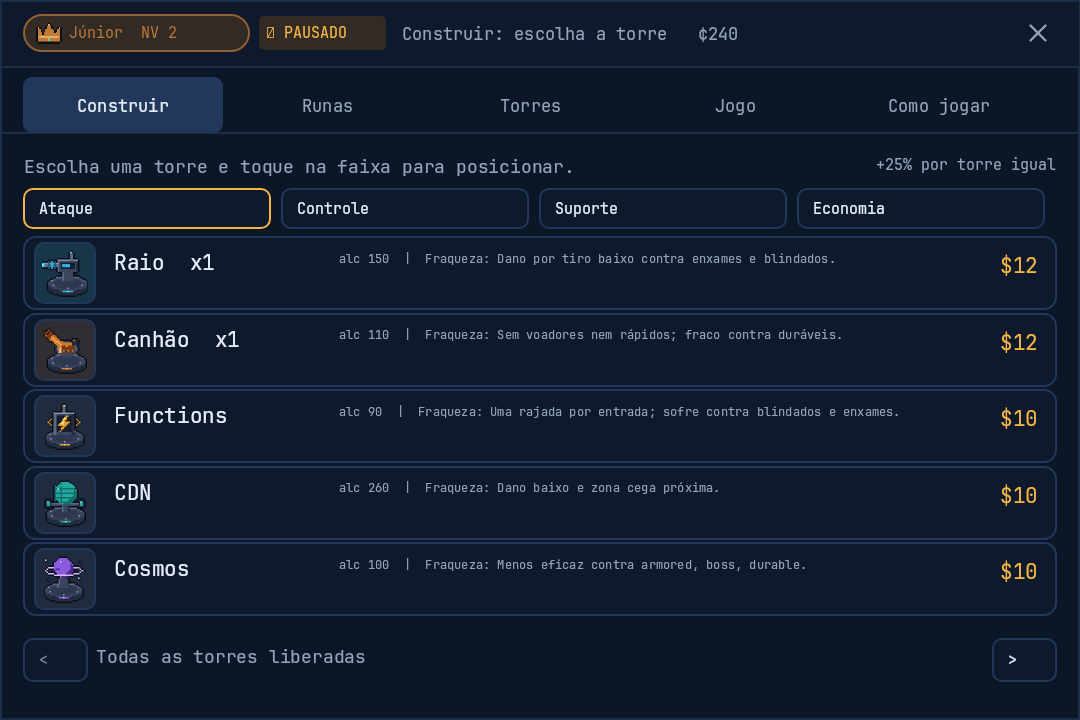 Júnior NV 2
PAUSADO
Construir: escolha a torre ₵240
Construir Runas Torres Jogo Como jogar
Escolha uma torre e toque na faixa para posicionar.
+25% por torre igual
Ataque Controle Suporte Economia
Raio x1 alc 150 | Fraqueza: Dano por tiro baixo contra enxames e blindados. $12
Canhão x1 alc 110 | Fraqueza: Sem voadores nem rápidos; fraco contra duráveis. $12
Functions alc 90 | Fraqueza: Uma rajada por entrada; sofre contra blindados e enxames. $10
CDN alc 260 | Fraqueza: Dano baixo e zona cega próxima. $10
Cosmos alc 100 | Fraqueza: Menos eficaz contra armored, boss, durable. $10
< Todas as torres liberadas >